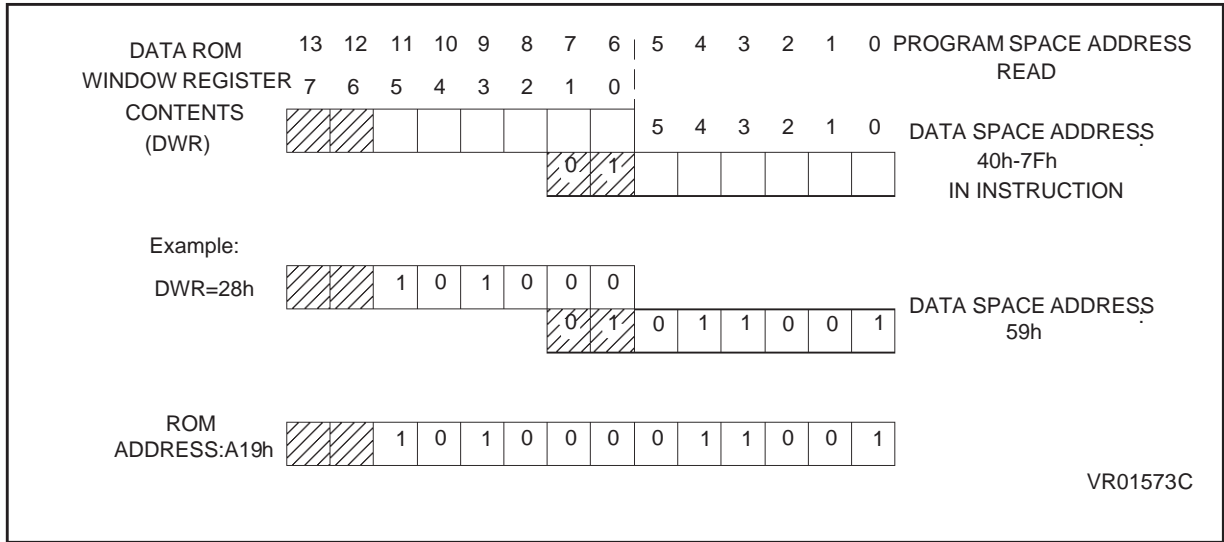 13 12 11 10 9 8 7 6 5 4 3 2 1 0 PROGRAM SPACE ADDRESS
READ
DATA ROM
WINDOW REGISTER 7 6 5 4 3 2 1 0
CONTENTS
(DWR)
5 4 3 2 1 0 DATA SPACE ADDRESS
:
0 1
40h-7Fh
IN INSTRUCTION
Example:
DWR=28h 1 0 1 0 0 0
0 1 0 1 1 0 0 1
DATA SPACE ADDRESS
:
59h
ROM
ADDRESS:A19h 1 0 1 0 0 0 0 1 1 0 0 1
VR01573C